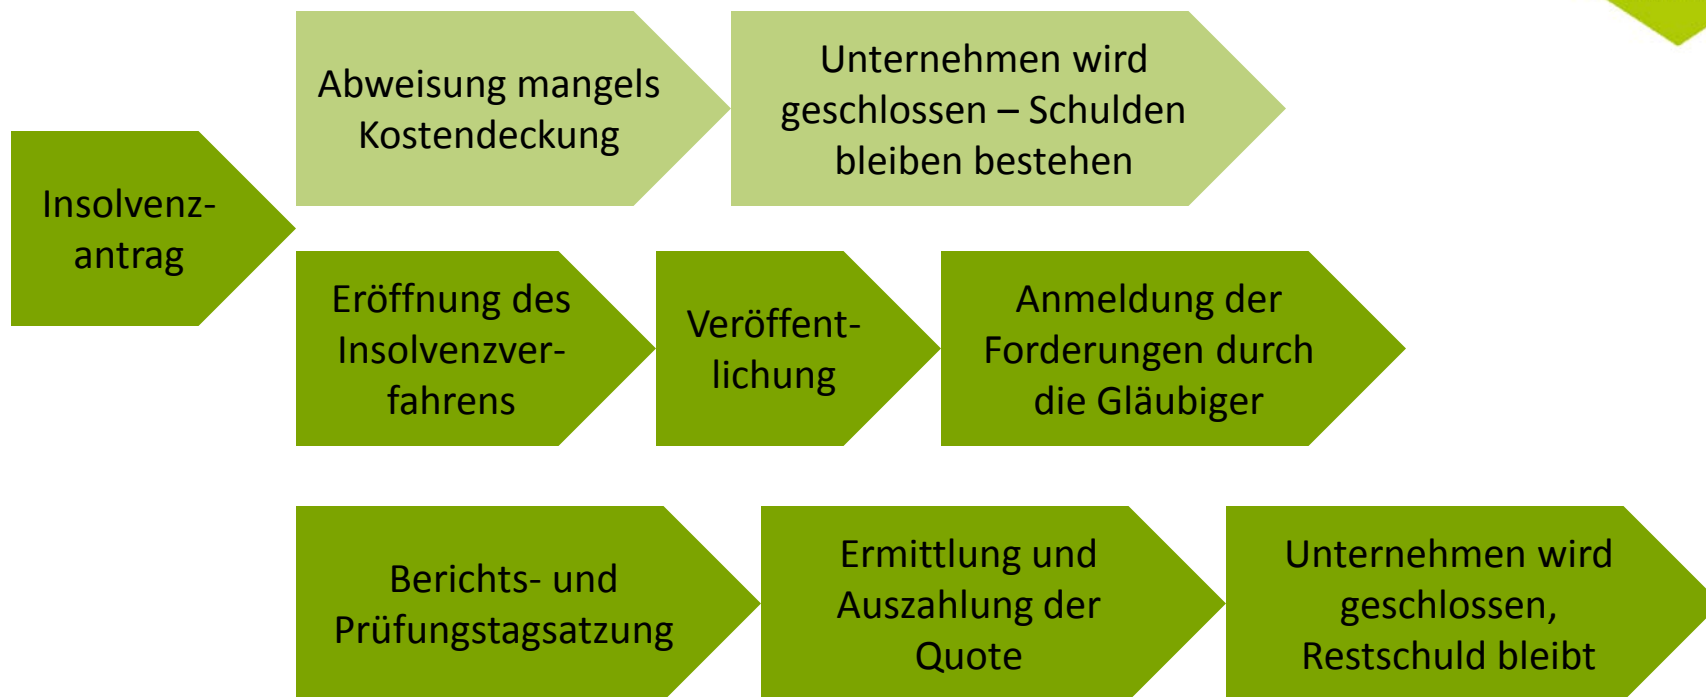 Insolvenz-
antrag
Abweisung mangels
Kostendeckung
Unternehmen wird
geschlossen – Schulden
bleiben bestehen
Eröffnung des
Insolvenzver-
fahrens
Veröffent-
lichung
Anmeldung der
Forderungen durch
die Gläubiger
Berichts- und
Prüfungstagsatzung
Ermittlung und
Auszahlung der
Quote
Unternehmen wird
geschlossen,
Restschuld bleibt